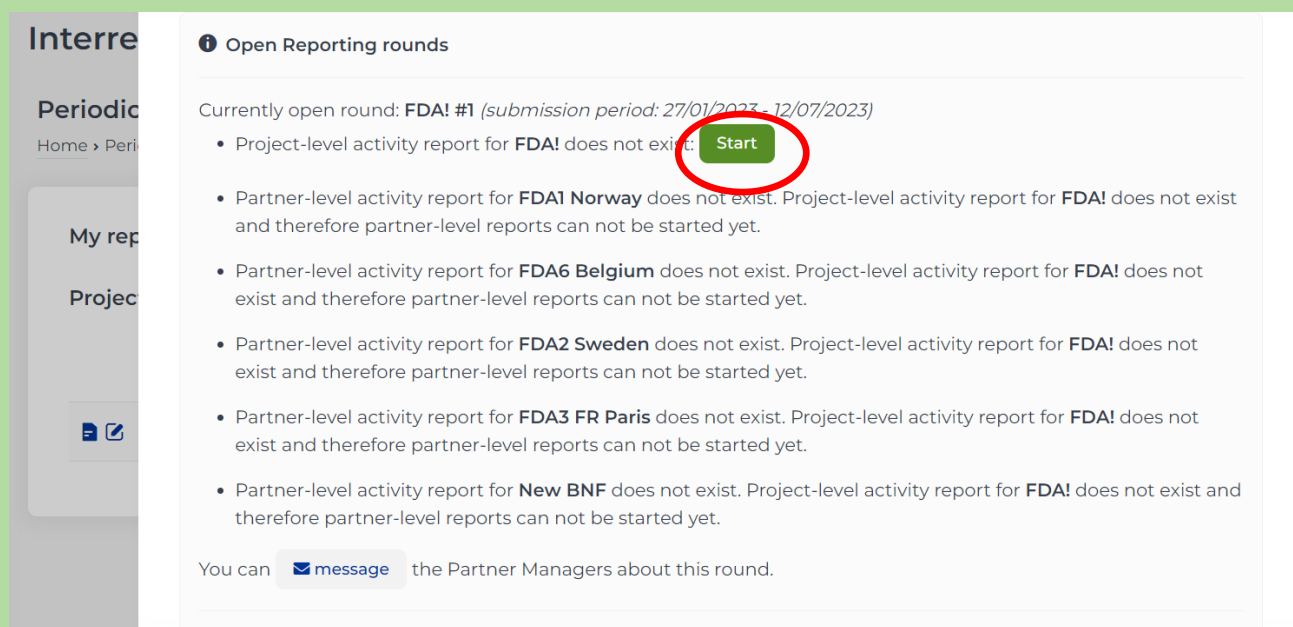 Interre
Open Reporting rounds
Periodic
Home › Peri
Currently open round: FDA! #1 (submission period: 27/01/2023 - 12/07/2023)
• Project-level activity report for FDA! does not exist: Start
• Partner-level activity report for FDA1 Norway does not exist. Project-level activity report for FDA! does not exist
and therefore partner-level reports can not be started yet.
My rep
• Partner-level activity report for FDA6 Belgium does not exist. Project-level activity report for FDA! does not
exist and therefore partner-level reports can not be started yet.
Projec
• Partner-level activity report for FDA2 Sweden does not exist. Project-level activity report for FDA! does not
exist and therefore partner-level reports can not be started yet.
• Partner-level activity report for FDA3 FR Paris does not exist. Project-level activity report for FDA! does not
exist and therefore partner-level reports can not be started yet.
• Partner-level activity report for New BNF does not exist. Project-level activity report for FDA! does not exist and
therefore partner-level reports can not be started yet.
You can message the Partner Managers about this round.